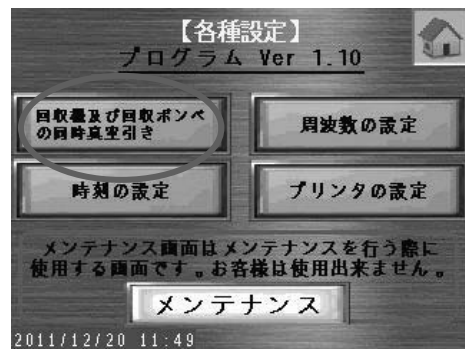 【各種設定】
プログラム Ver 1.10
回収機及び回収ボンベ
の同時真空引き
周波数の設定
時刻の設定
プリンタの設定
メンテナンス画面はメンテナンスを行う際に
使用する画面です。お客様は使用出来ません。
メンテナンス
2011/12/20 11:49